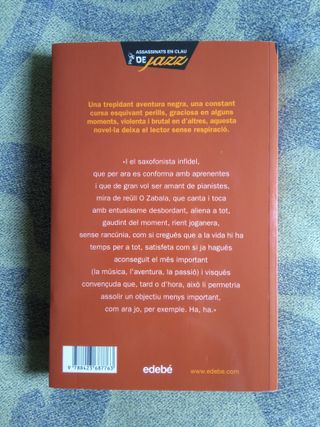 ASSASSINATS EN CLAU
DE jazz
Una trepidant aventura negra, una constant
cursa esquivant perills, graciosa en alguns
moments, violenta i brutal en d'altres, aquesta
novel·la deixa el lector sense respiració.
«I el saxofonista infidel,
que per ara es conforma amb aprenentes
i que de gran vol ser amant de pianistes,
mira de reüll O Zabala, que canta i toca
amb entusiasme desbordant, aliena a tot,
gaudint del moment, rient joganera,
sense rancúnia, com si cregués que a la vida hi ha
temps per a tot, satisfeta com si ja hagués
aconseguit el més important
(la música, l'aventura, la passió) i visqués
convençuda que, tard o d'hora, això li permetria
assolir un objectiu menys important,
com ara jo, per exemple. Ha, ha.»
9 788423 687763
edebé
www.edebe.com